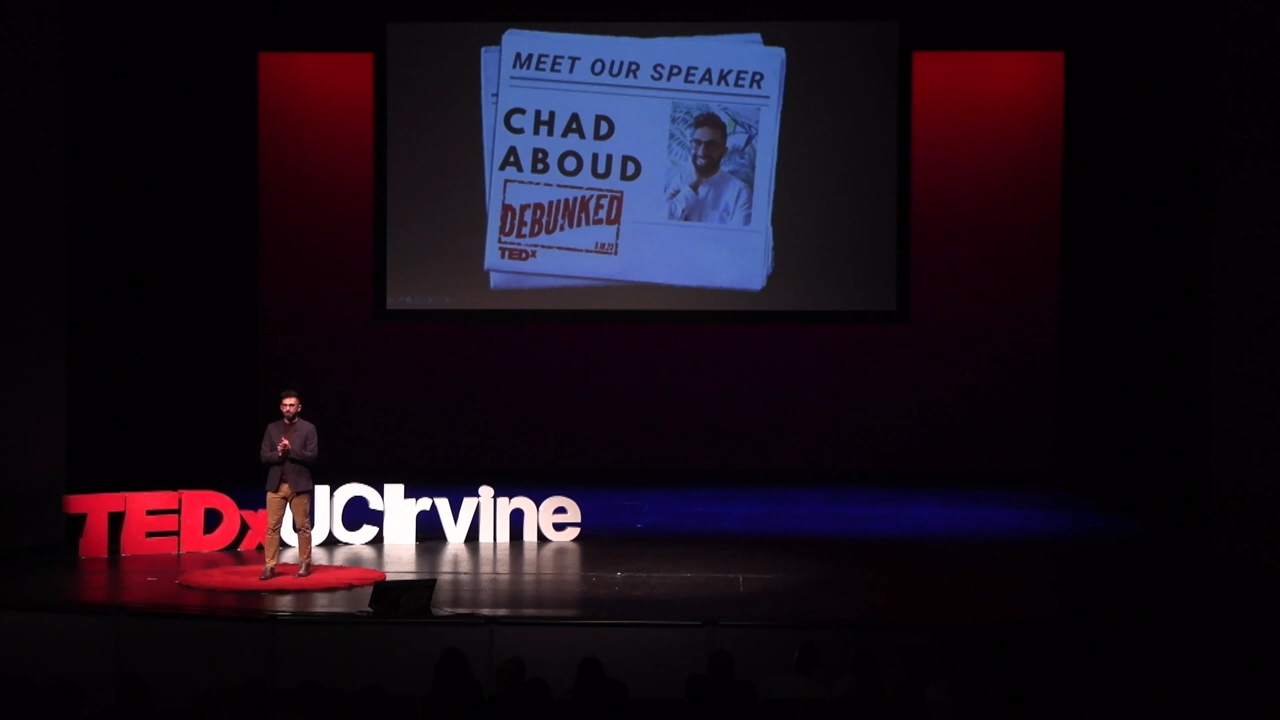 MEET OUR SPEAKER
CHAD
ABOUD
DEBUNKED
TEDx
TEDxUCIrvine